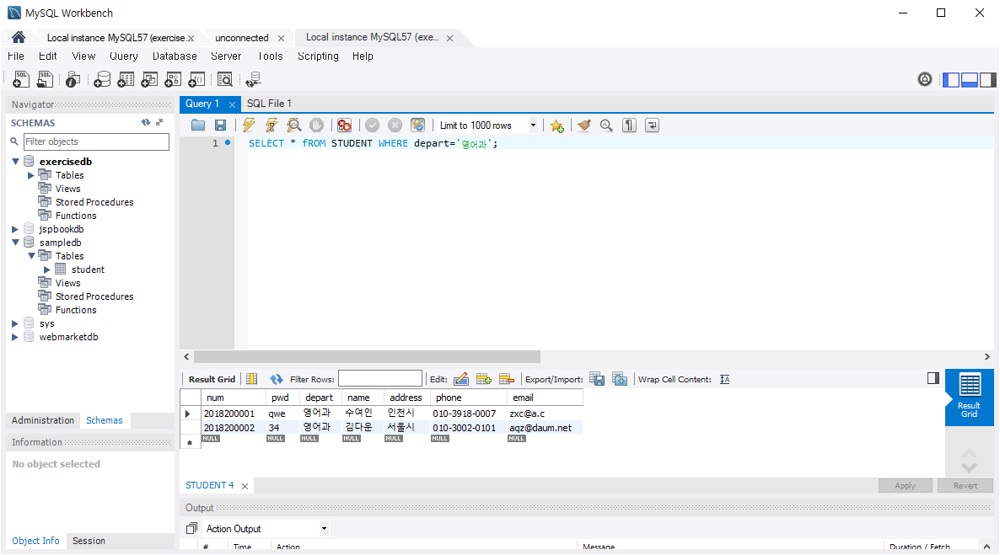 MySQL Workbench
Local instance MySQL57 (exercise... unconnected Local instance MySQL57 (exe...
File Edit View Query Database Server Tools Scripting Help
Navigator
SCHEMAS
Filter objects
exercisedb
Tables
Views
Stored Procedures
Functions
jspbookdb
sampledb
Tables
student
Views
Stored Procedures
Functions
sys
webmarketdb
Administration Schemas
Information
No object selected
Object Info Session
Query 1 SQL File 1
Limit to 1000 rows
1 SELECT * fROM STUDENT WHERE depart='영어과';
Result Grid Filter Rows: Edit: Export/Import: Wrap Cell Content:
num pwd depart name address phone email
2018200001 qwe 영어과 수여인 인천시 010-3918-0007 zxc@a.c
2018200002 34 영어과 김다운 서울시 010-3002-0101 aqz@daum.net
NULL NULL NULL NULL NULL NULL NULL
Result
Grid
STUDENT 4 Apply Revert
Output
Action Output
# Time Action Message Duration / Fetch